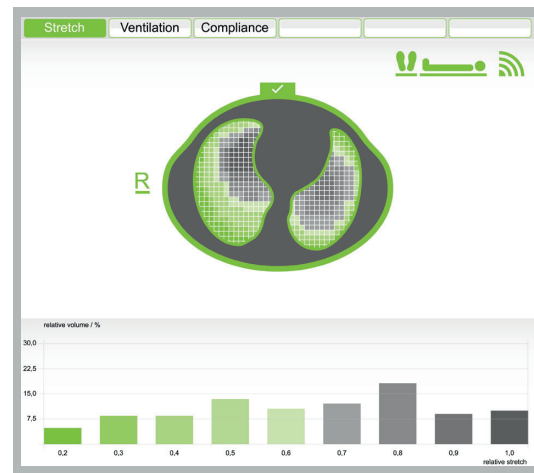 Stretch Ventilation Compliance
R
relative volume / %
30,0
22,5
15,0
7,5
0,2 0,3 0,4 0,5 0,6 0,7 0,8 0,9 1,0
relative stretch